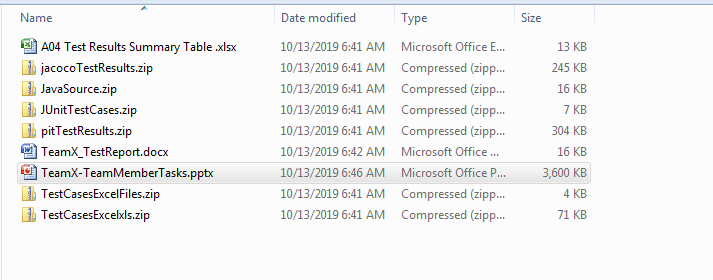 Name Date modified Type Size
A04 Test Results Summary Table .xlsx 10/13/2019 6:41 AM Microsoft Office E... 13 KB
jacocoTestResults.zip 10/13/2019 6:41 AM Compressed (zipp... 245 KB
JavaSource.zip 10/13/2019 6:41 AM Compressed (zipp... 16 KB
JUnitTestCases.zip 10/13/2019 6:41 AM Compressed (zipp... 7 KB
pitTestResults.zip 10/13/2019 6:41 AM Compressed (zipp... 304 KB
TeamX_TestReport.docx 10/13/2019 6:42 AM Microsoft Office ... 16 KB
TeamX-TeamMemberTasks.pptx 10/13/2019 6:46 AM Microsoft Office P... 3,600 KB
TestCasesExcelFiles.zip 10/13/2019 6:41 AM Compressed (zipp... 4 KB
TestCasesExcelxls.zip 10/13/2019 6:41 AM Compressed (zipp... 71 KB